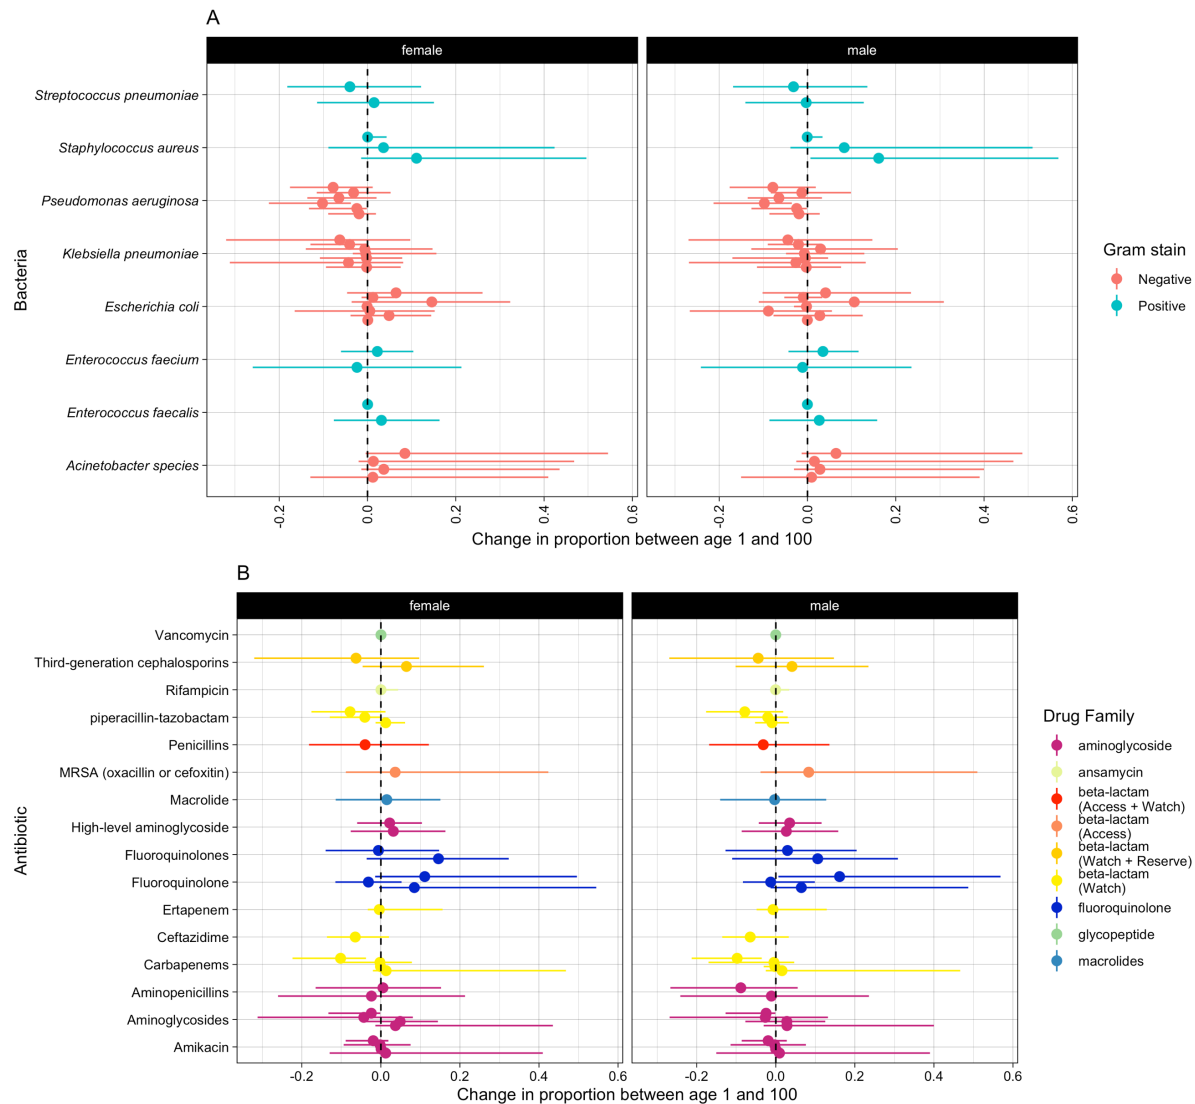 A
female male
Streptococcus pneumoniae
Staphylococcus aureus
Pseudomonas aeruginosa
Klebsiella pneumoniae
Escherichia coli
Enterococcus faecium
Enterococcus faecalis
Acinetobacter species
Bacteria
-0.2 0.0 0.2 0.4 0.6 -0.2 0.0 0.2 0.4 0.6
Change in proportion between age 1 and 100
Gram stain
Negative
Positive
B
female male
Vancomycin
Third-generation cephalosporins
Rifampicin
piperacillin-tazobactam
Penicillins
MRSA (oxacillin or cefoxitin)
Macrolide
High-level aminoglycoside
Fluoroquinolones
Fluoroquinolone
Ertapenem
Ceftazidime
Carbapenems
Aminopenicillins
Aminoglycosides
Amikacin
Antibiotic
-0.2 0.0 0.2 0.4 0.6 -0.2 0.0 0.2 0.4 0.6
Change in proportion between age 1 and 100
Drug Family
aminoglycoside
ansamycin
beta-lactam
(Access + Watch)
beta-lactam
(Access)
beta-lactam
(Watch + Reserve)
beta-lactam
(Watch)
fluoroquinolone
glycopeptide
macrolides